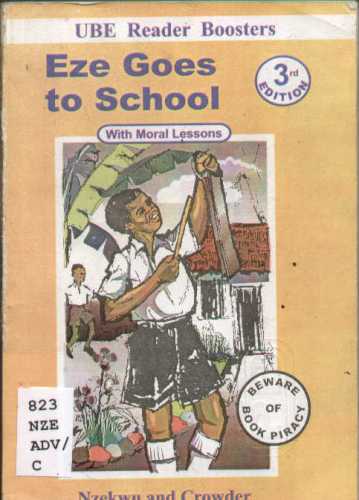 UBE Reader Boosters
Eze Goes
to School
3rd
EDITION
With Moral Lessons
BEWARE
OF
BOOK PIRACY
823
NZE
ADV/
C
Nzekwu and Crowder